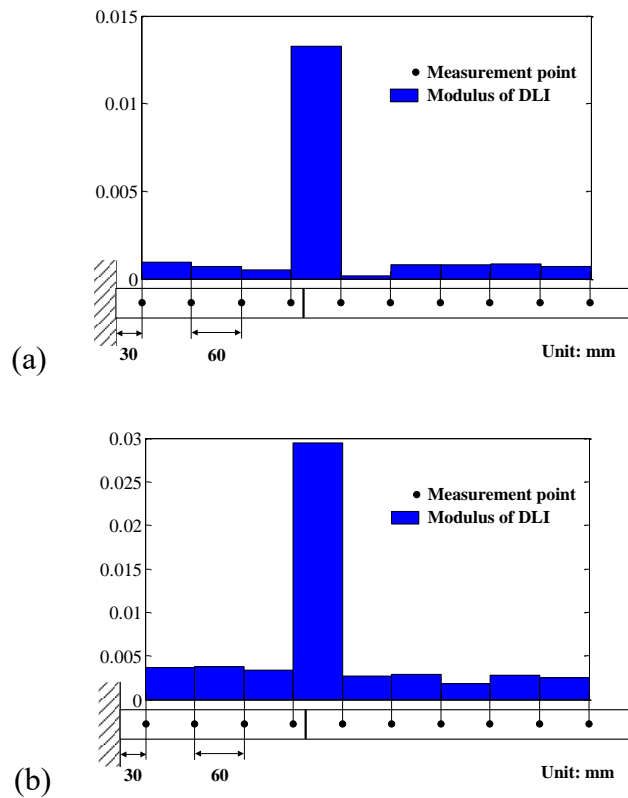 0.015
Measurement point
Modulus of DLI
0.01
0.005
0
30
60
Unit: mm
(a)
0.03
0.025
Measurement point
Modulus of DLI
0.02
0.015
0.01
0.005
0
30
60
Unit: mm
(b)